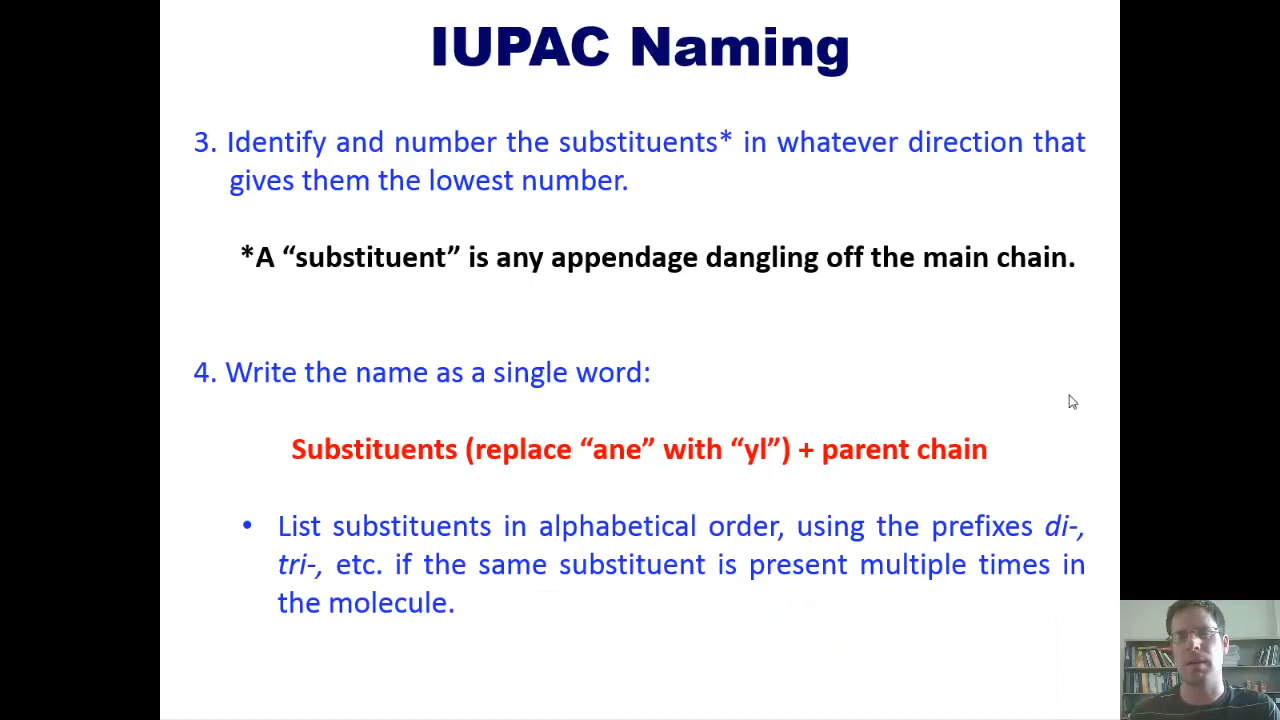 IUPAC Naming
3. Identify and number the substituents* in whatever direction that
gives them the lowest number.
*A “substituent” is any appendage dangling off the main chain.
4. Write the name as a single word:
Substituents (replace “ane” with “yl”) + parent chain
• List substituents in alphabetical order, using the prefixes di-,
tri-, etc. if the same substituent is present multiple times in
the molecule.